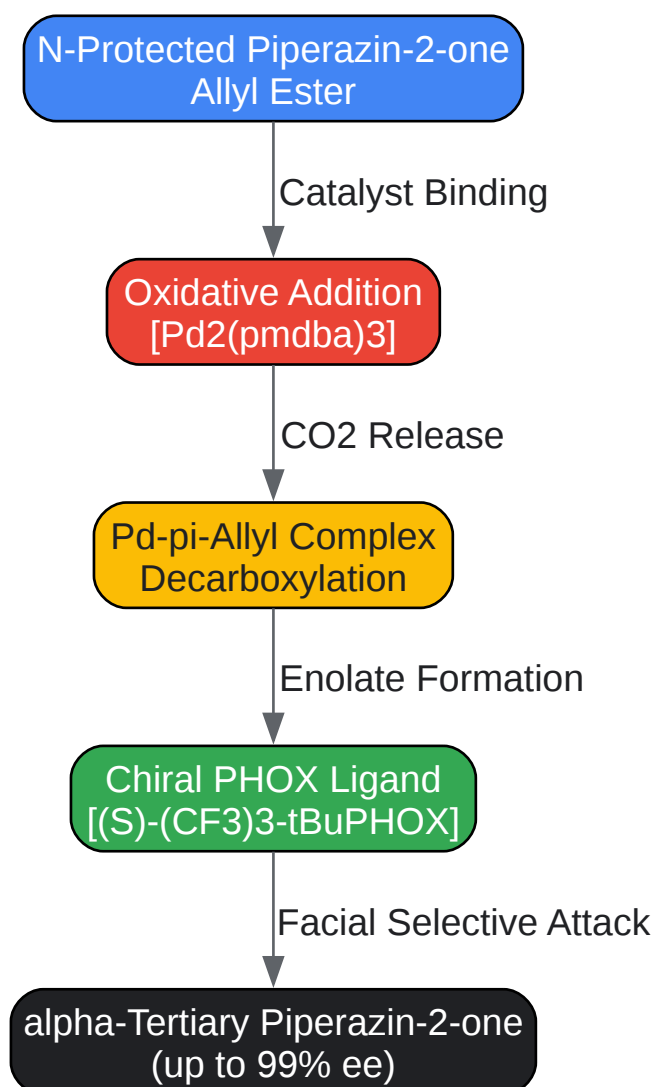 N-Protected Piperazin-2-one
Allyl Ester
Catalyst Binding
Oxidative Addition
[Pd2(pmdba)3]
CO2 Release
Pd-pi-Allyl Complex
Decarboxylation
Enolate Formation
Chiral PHOX Ligand
[(S)-(CF3)3-tBuPHOX]
Facial Selective Attack
alpha-Tertiary Piperazin-2-one
(up to 99% ee)